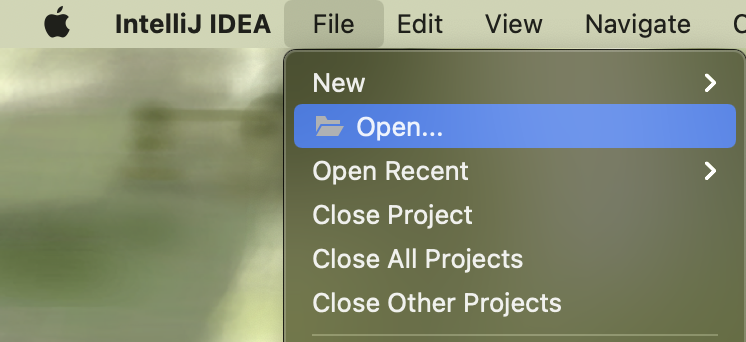 IntelliJ IDEA File Edit View Navigate
New
Open...
Open Recent
Close Project
Close All Projects
Close Other Projects